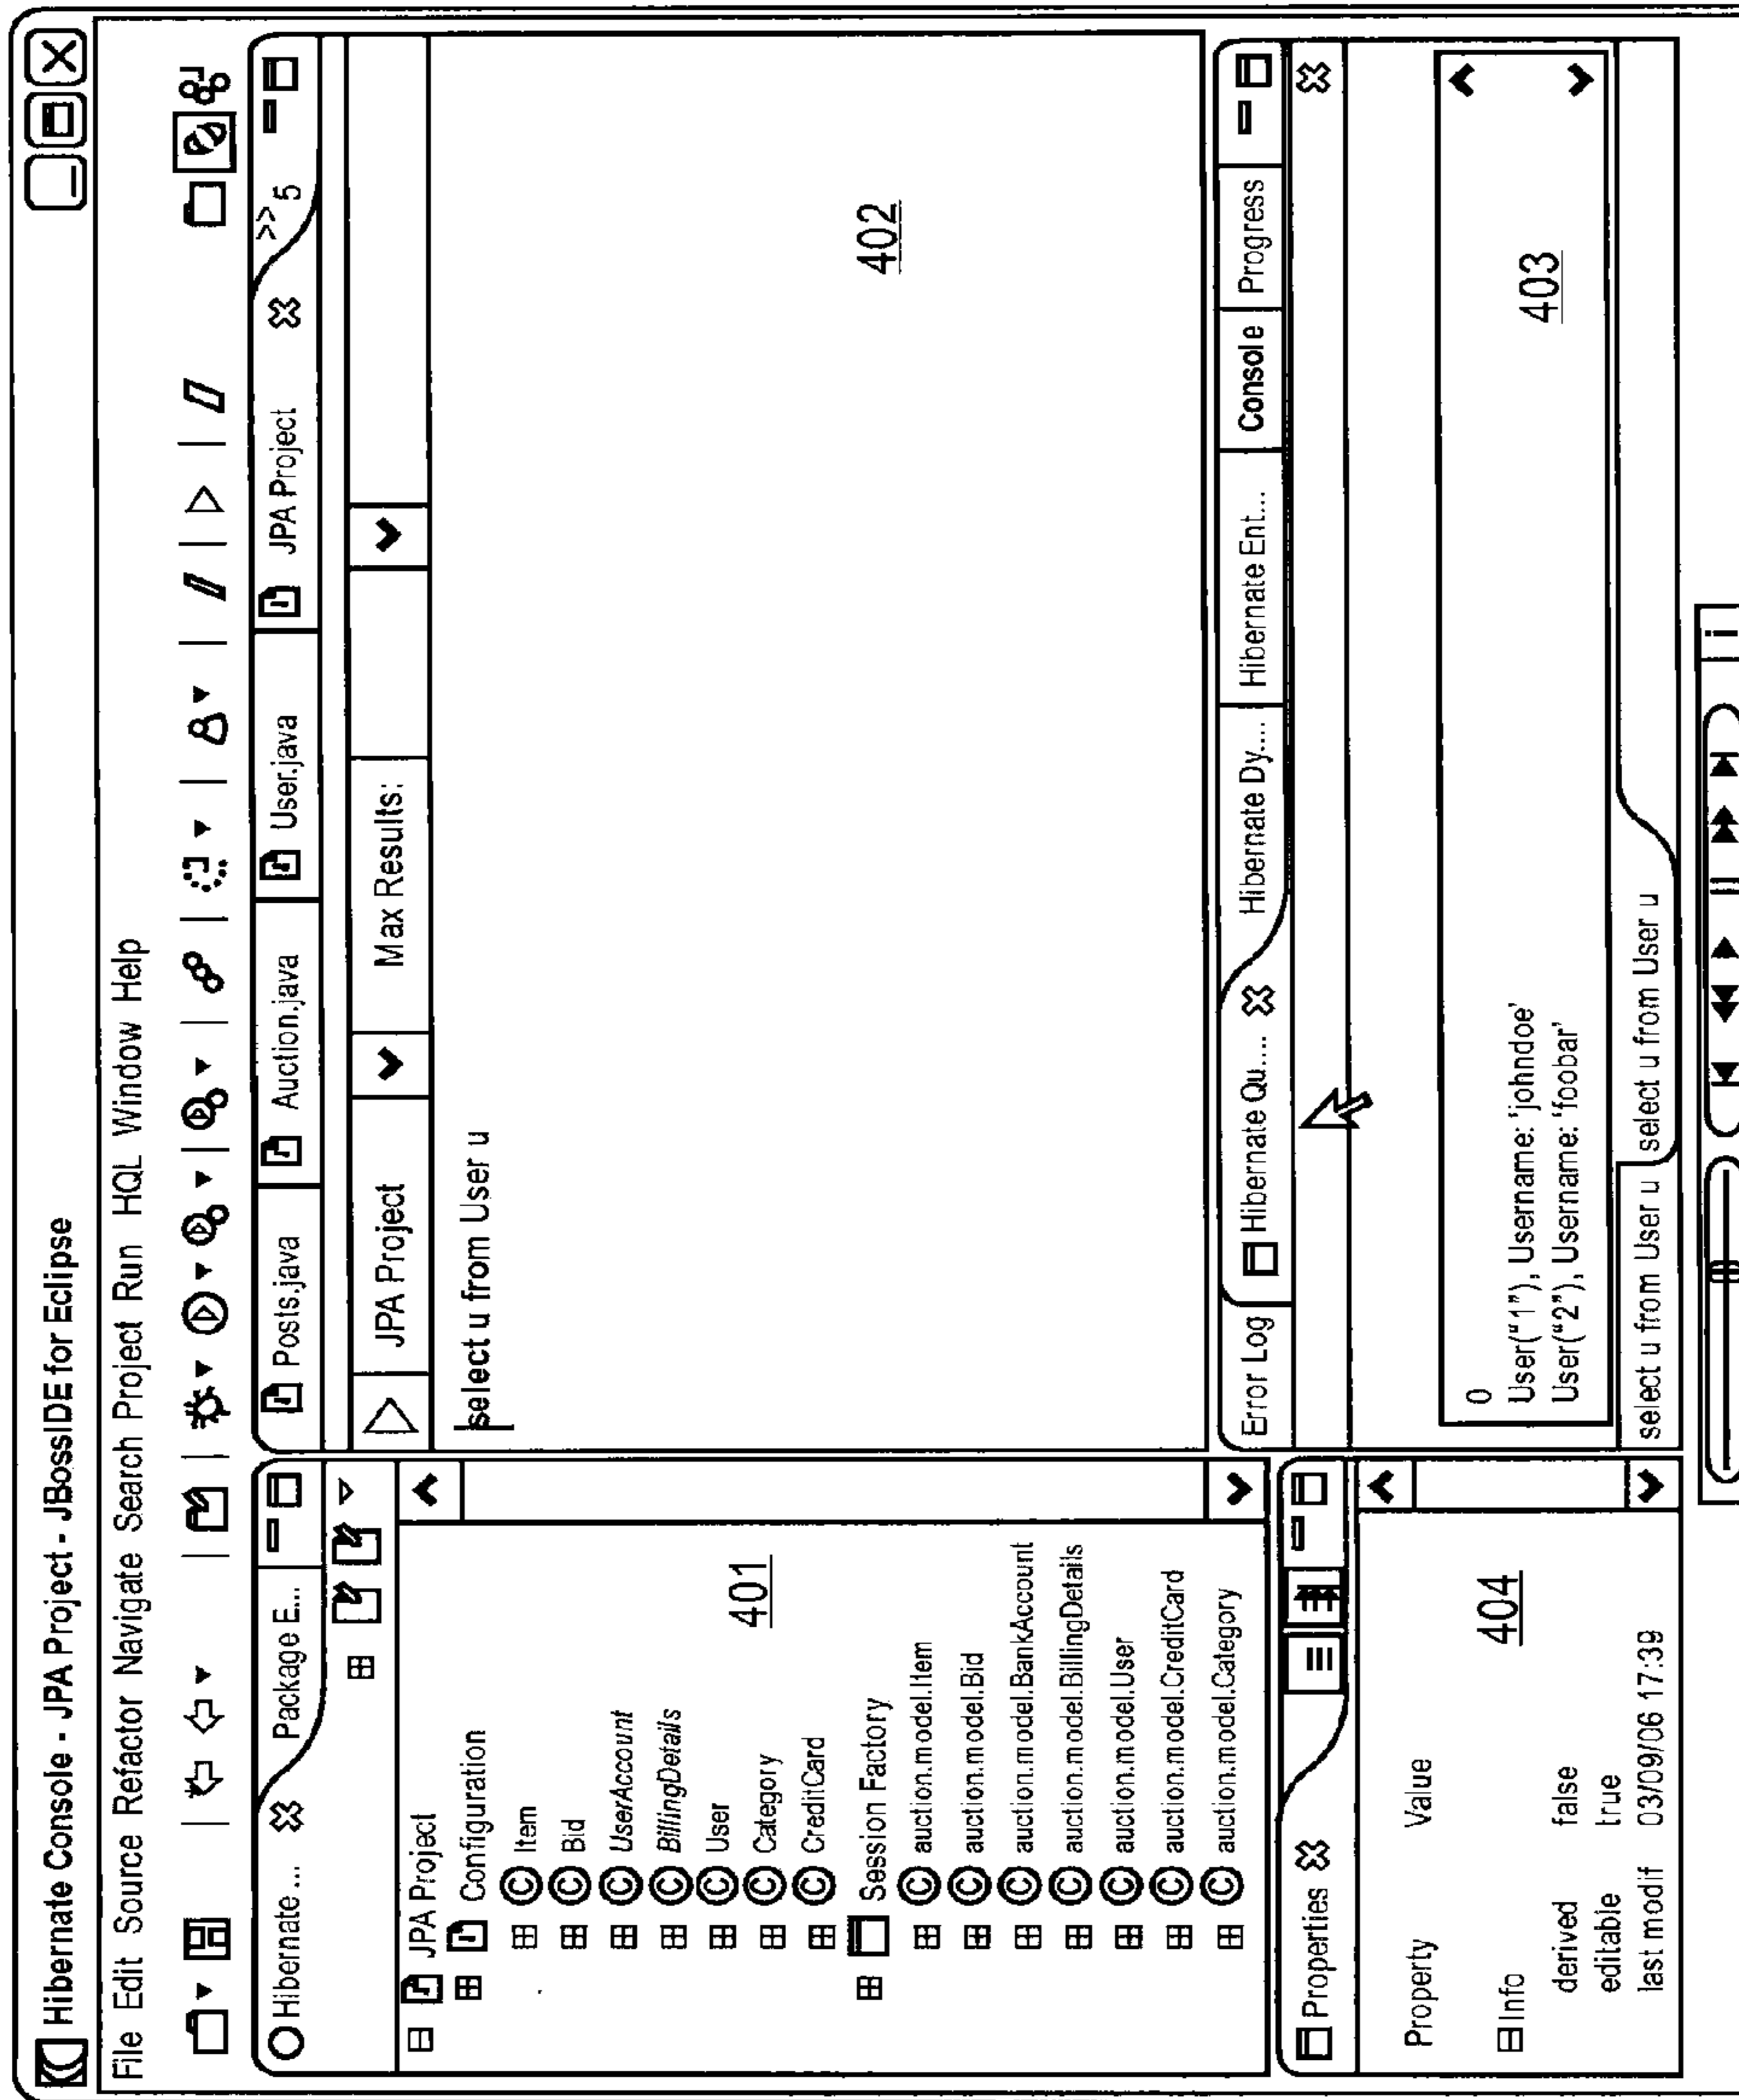 Hibernate Console - JPA Project - JBossIDE for Eclipse
File Edit Source Refactor Navigate Search Project Run HQL Window Help
Hibernate ... Package E...
JPA Project
Configuration
Item
Bid
UserAccount
BillingDetails
User
Category
CreditCard
Session Factory
auction.model.Item
auction.model.Bid
auction.model.BankAccount
auction.model.BillingDetails
auction.model.User
auction.model.CreditCard
auction.model.Category
401
Posts.java Auction.java User.java JPA Project >> 5
JPA Project Max Results:
select u from User u
402
Properties
Property Value
Info
derived false
editable true
last modif 03/09/06 17:39
404
Error Log Hibernate Qu.... Hibernate Dy.... Hibernate Ent... Console Progress
0
User("1"), Username: 'johndoe'
User("2"), Username: 'foobar'
403
select u from User u select u from User u